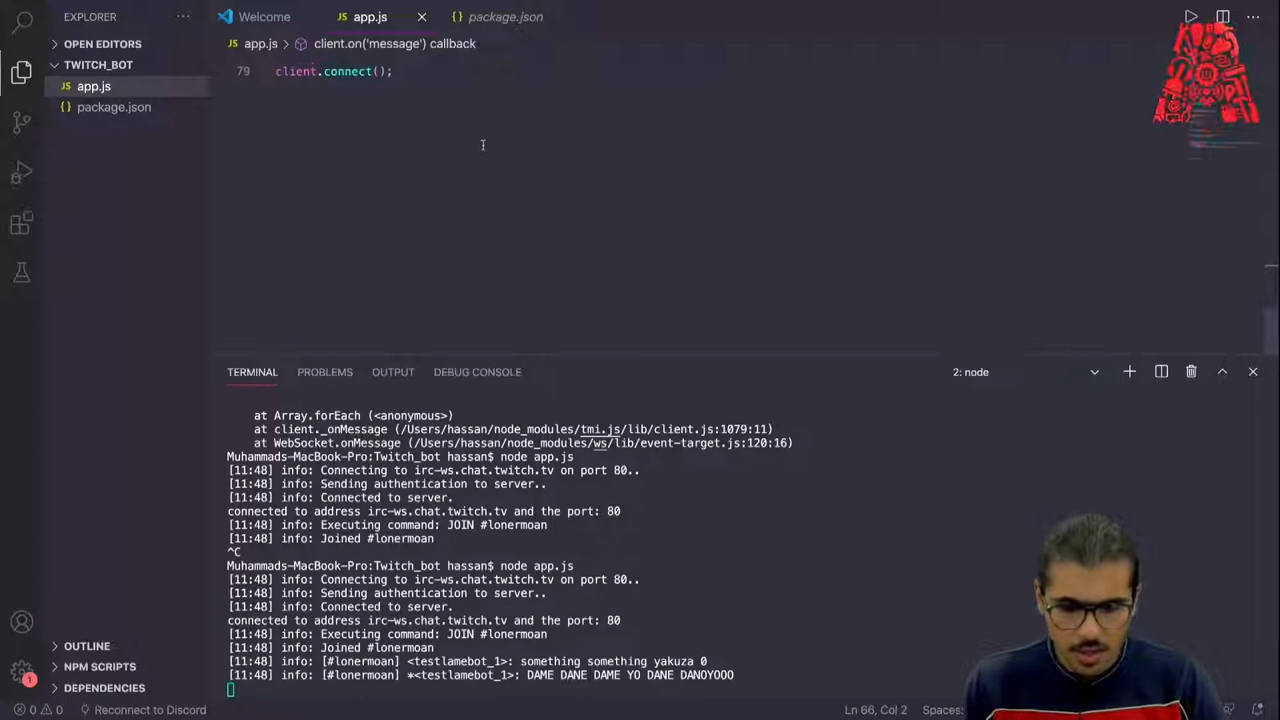 EXPLORER
Welcome
app.js
package.json
OPEN EDITORS
app.js > client.on('message') callback
TWITCH_BOT
79 client.connect();
JS app.js
{} package.json
TERMINAL PROBLEMS OUTPUT DEBUG CONSOLE 2: node
at Array.forEach (<anonymous>)
at client._onMessage (/Users/hassan/node_modules/tmi.js/lib/client.js:1079:11)
at WebSocket.onMessage (/Users/hassan/node_modules/ws/lib/event-target.js:120:16)
Muhammads-MacBook-Pro:Twitch_bot hassan$ node app.js
[11:48] info: Connecting to irc-ws.chat.twitch.tv on port 80..
[11:48] info: Sending authentication to server..
[11:48] info: Connected to server.
connected to address irc-ws.chat.twitch.tv and the port: 80
[11:48] info: Executing command: JOIN #lonermoan
[11:48] info: Joined #lonermoan
^C
Muhammads-MacBook-Pro:Twitch_bot hassan$ node app.js
[11:48] info: Connecting to irc-ws.chat.twitch.tv on port 80..
[11:48] info: Sending authentication to server..
[11:48] info: Connected to server.
connected to address irc-ws.chat.twitch.tv and the port: 80
[11:48] info: Executing command: JOIN #lonermoan
[11:48] info: Joined #lonermoan
[11:48] info: [#lonermoan] <testlamebot_1>: something something yakuza 0
[11:48] info: [#lonermoan] *<testlamebot_1>: DAME DANE DAME YO DANE DANOYOOO
OUTLINE
NPM SCRIPTS
DEPENDENCIES
1
0 0 Reconnect to Discord
Ln 66, Col 2 Spaces: